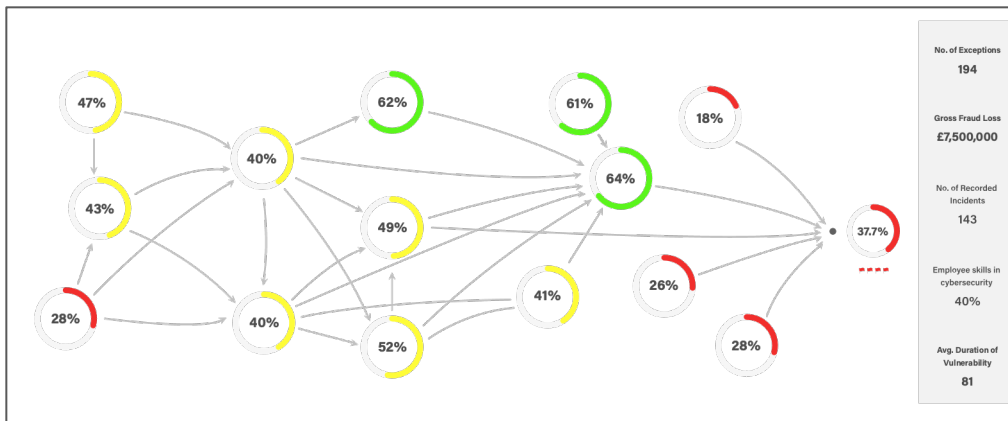 47%
62%
61%
18%
40%
64%
43%
49%
37.7%
26%
41%
28%
40%
52%
28%
No. of Exceptions
194
Gross Fraud Loss
£7,500,000
No. of Recorded
Incidents
143
Employee skills in
cybersecurity
40%
Avg. Duration of
Vulnerability
81